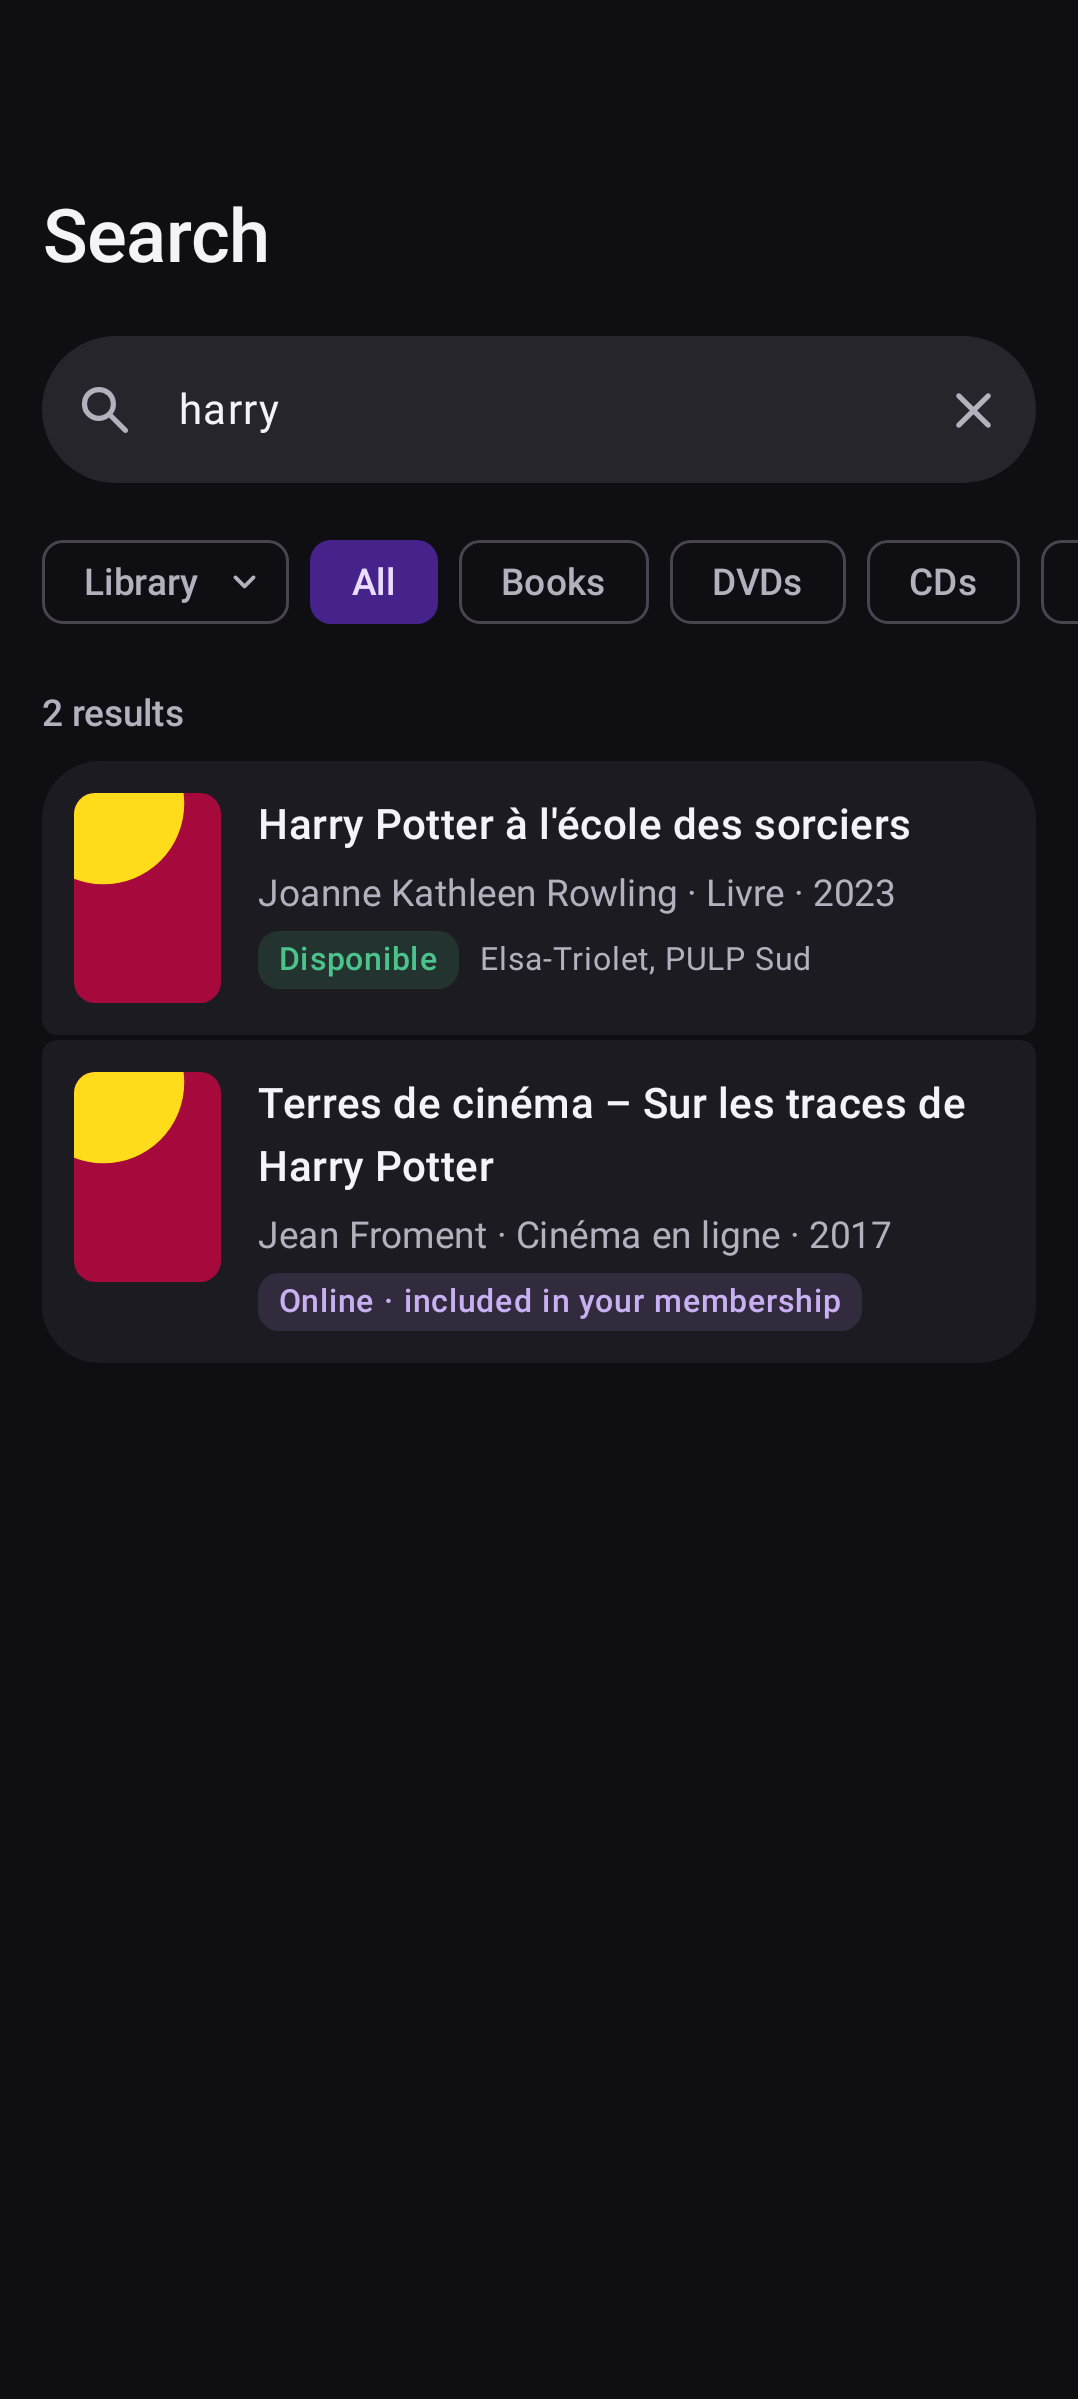 Search
harry
Library All Books DVDs CDs
2 results
Harry Potter à l'école des sorciers
Joanne Kathleen Rowling · Livre · 2023
Disponible Elsa-Triolet, PULP Sud
Terres de cinéma – Sur les traces de
Harry Potter
Jean Froment · Cinéma en ligne · 2017
Online · included in your membership